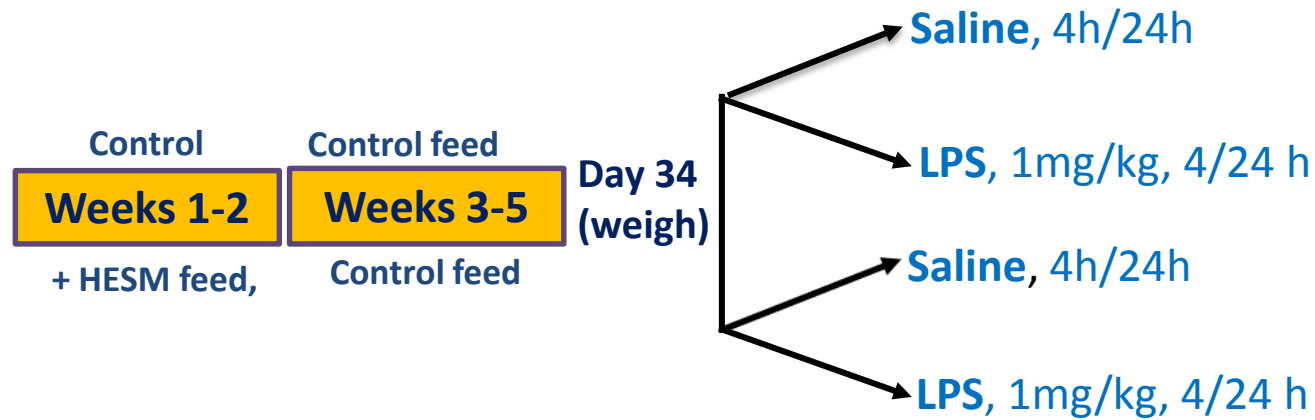 Control
Weeks 1-2
+ HESM feed,
Control feed
Weeks 3-5
Control feed
Day 34
(weigh)
Saline, 4h/24h
LPS, 1mg/kg, 4/24 h
Saline, 4h/24h
LPS, 1mg/kg, 4/24 h